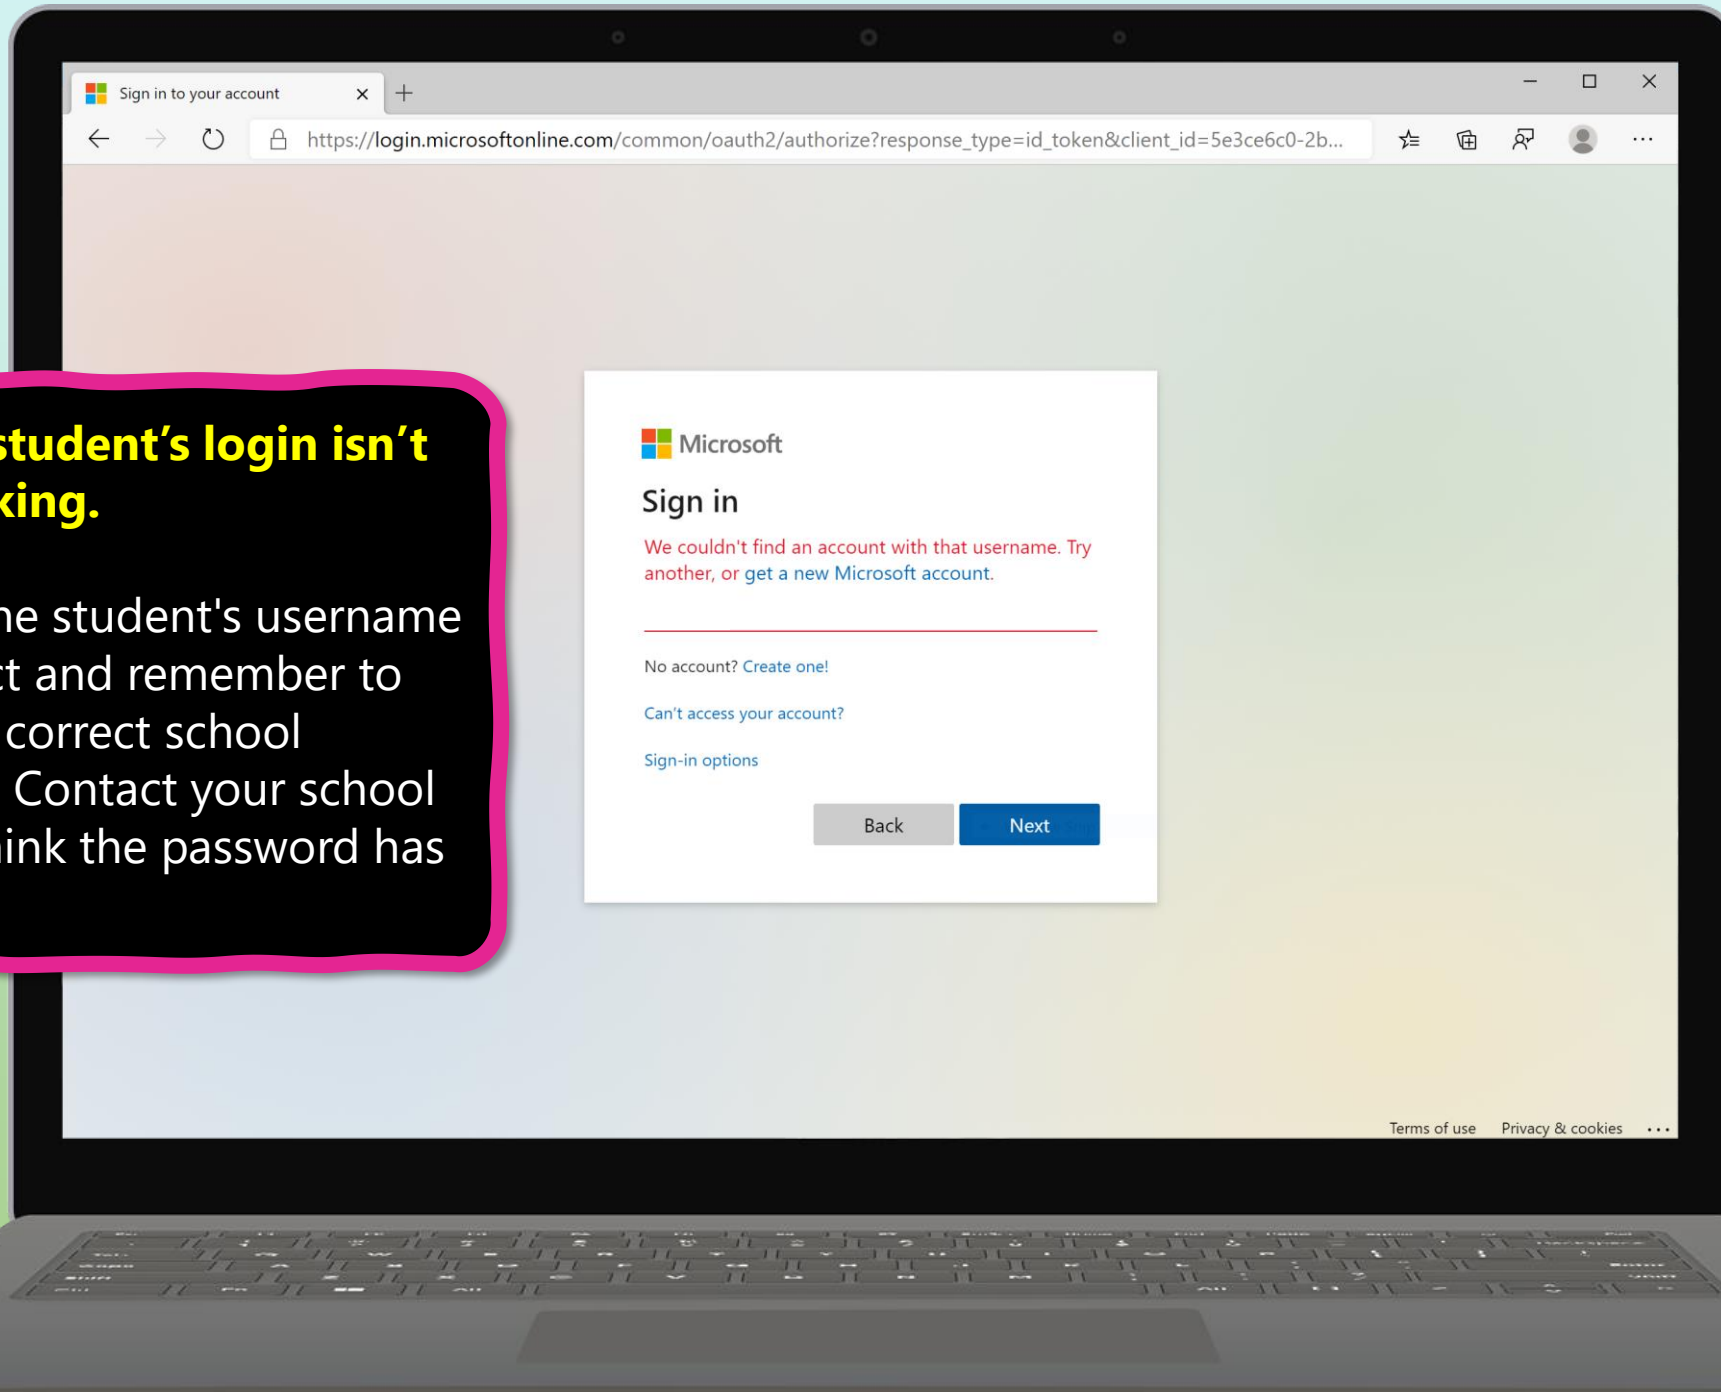 Sign in to your account
https://login.microsoftonline.com/common/oauth2/authorize?response_type=id_token&client_id=5e3ce6c0-2b...
student’s login isn’t
king.
he student's username
ct and remember to
correct school
Contact your school
ink the password has
Microsoft
Sign in
We couldn't find an account with that username. Try
another, or get a new Microsoft account.
No account? Create one!
Can't access your account?
Sign-in options
Back Next
Terms of use Privacy & cookies ...